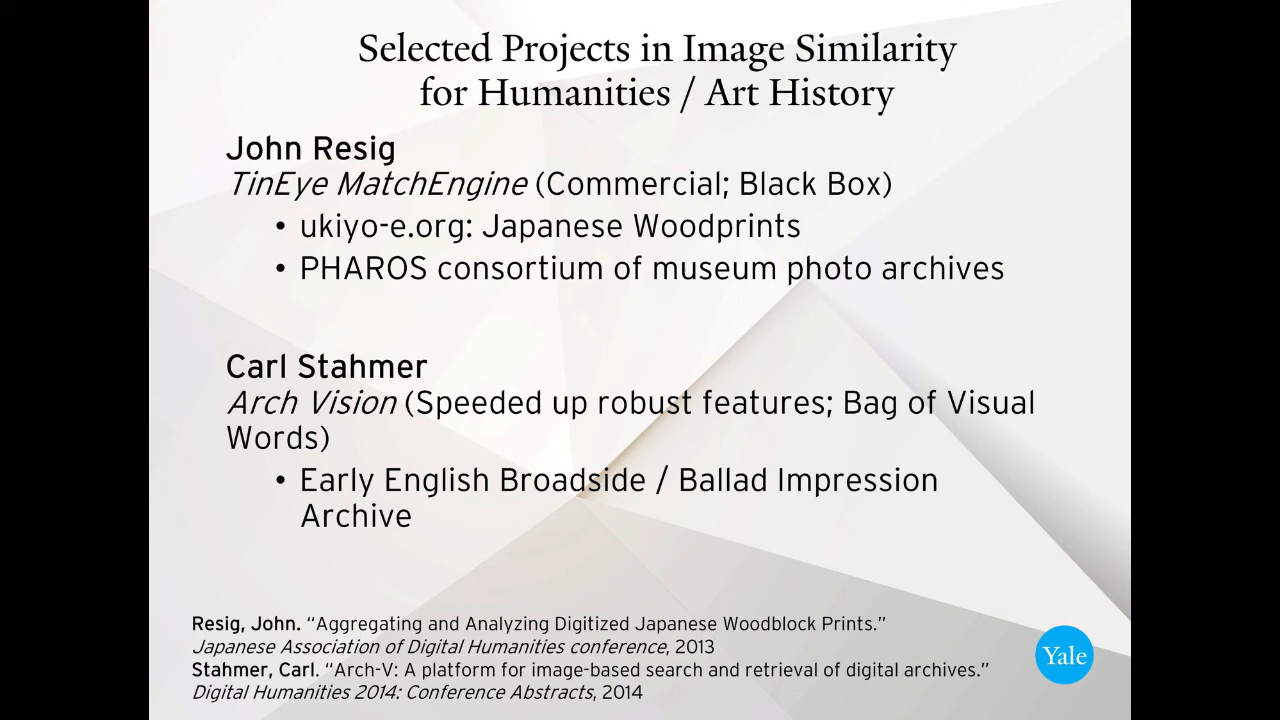 Selected Projects in Image Similarity
for Humanities / Art History
John Resig
TinEye MatchEngine (Commercial; Black Box)
• ukiyo-e.org: Japanese Woodprints
• PHAROS consortium of museum photo archives
Carl Stahmer
Arch Vision (Speeded up robust features; Bag of Visual
Words)
• Early English Broadside / Ballad Impression
Archive
Resig, John. “Aggregating and Analyzing Digitized Japanese Woodblock Prints.”
Japanese Association of Digital Humanities conference, 2013
Stahmer, Carl. “Arch-V: A platform for image-based search and retrieval of digital archives.”
Digital Humanities 2014: Conference Abstracts, 2014
Yale